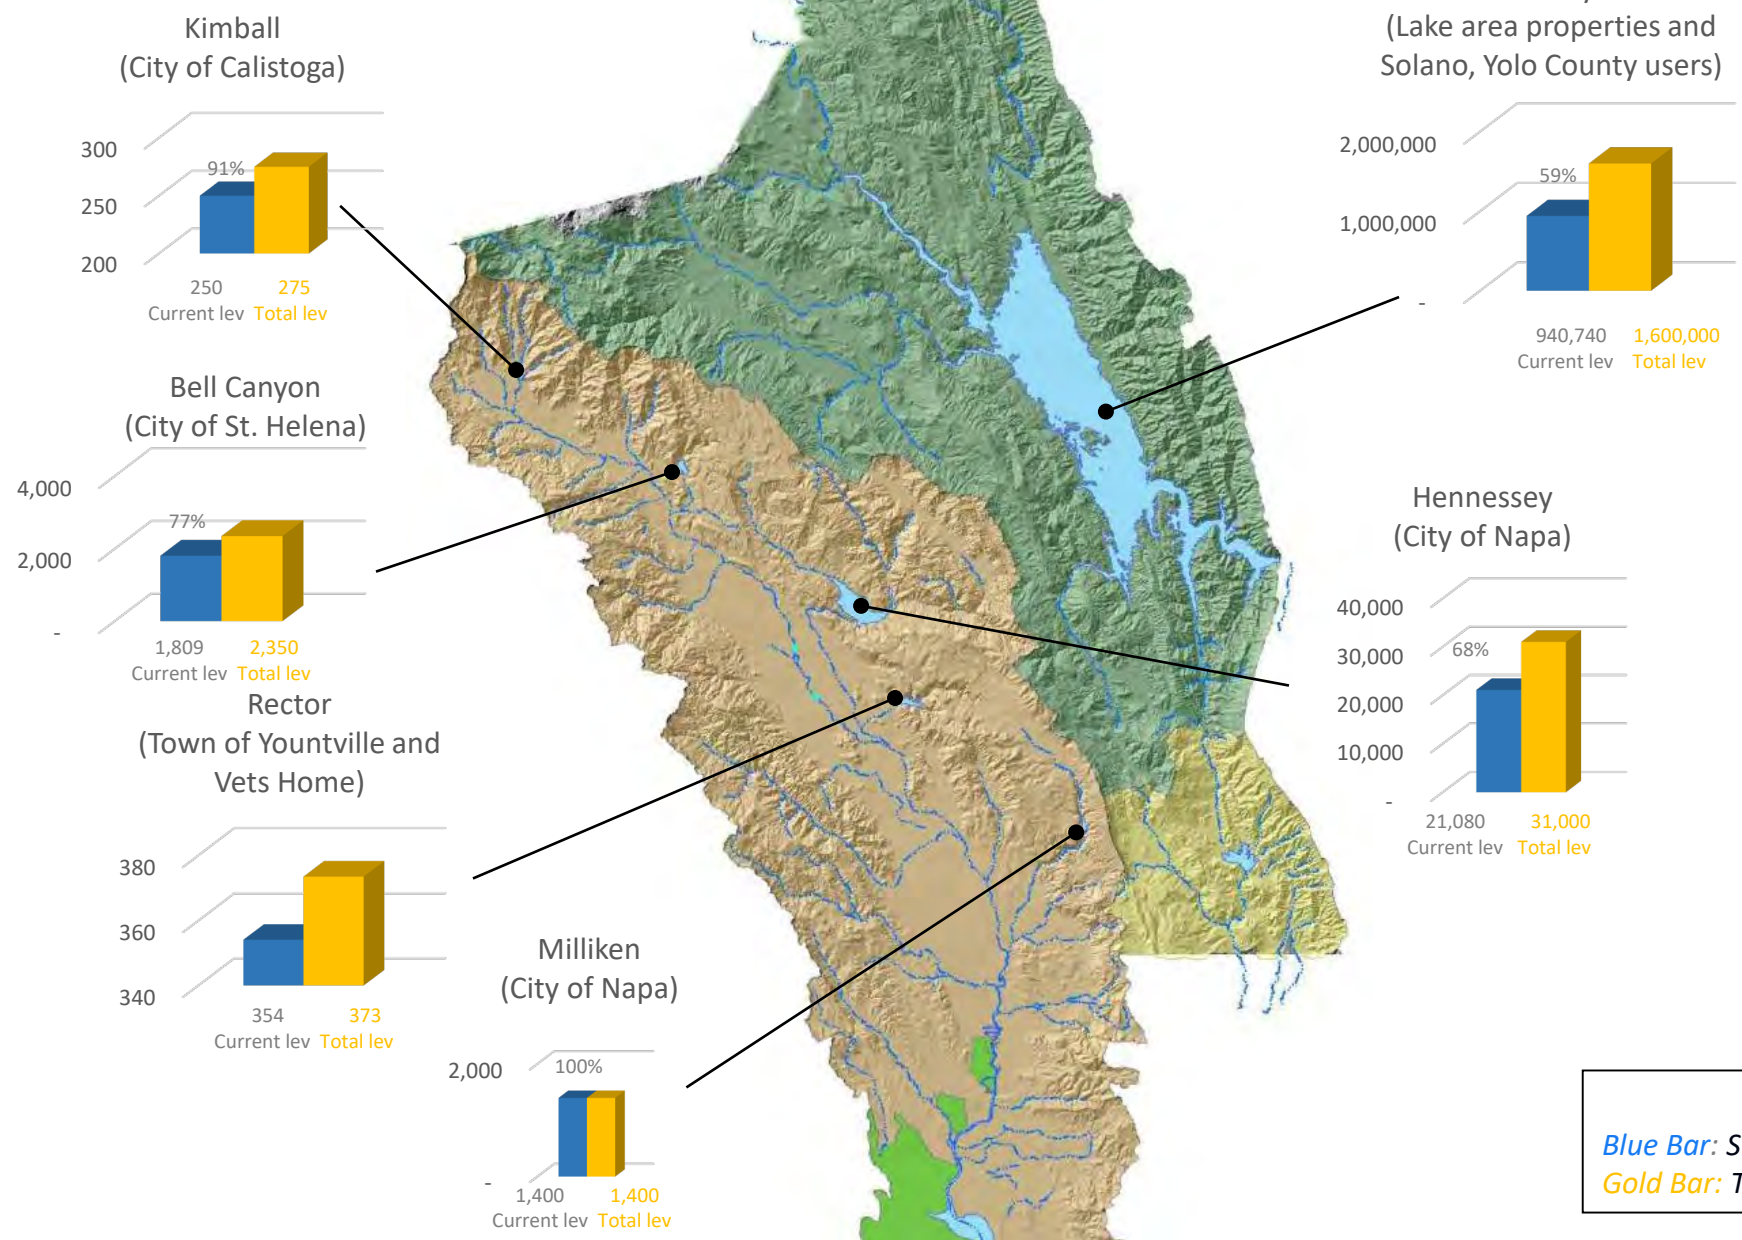 Kimball
(City of Calistoga)
300
250
200
91%
250
275
Current lev
Total lev
Bell Canyon
(City of St. Helena)
4,000
2,000
-
77%
1,809
2,350
Current lev
Total lev
Rector
(Town of Yountville and
Vets Home)
380
360
340
354
373
Current lev
Total lev
Milliken
(City of Napa)
2,000
-
100%
1,400
1,400
Current lev
Total lev
(Lake area properties and
Solano, Yolo County users)
2,000,000
1,000,000
-
59%
940,740
1,600,000
Current lev
Total lev
Hennessey
(City of Napa)
40,000
30,000
20,000
10,000
-
68%
21,080
31,000
Current lev
Total lev
Blue Bar: S
Gold Bar: T